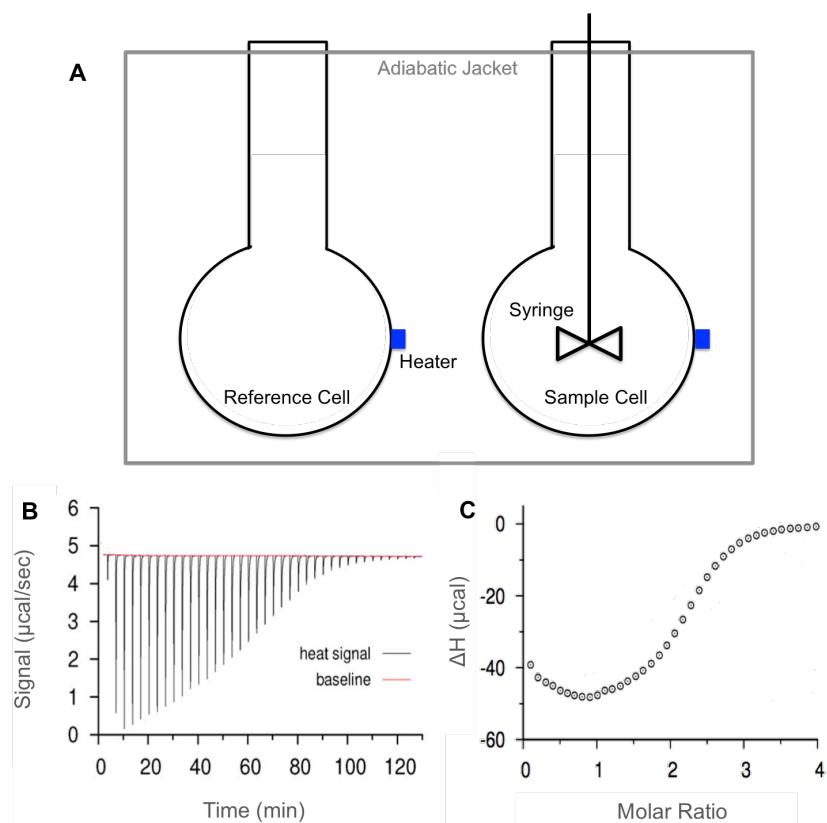 A
Adiabatic Jacket
Syringe
Heater
Reference Cell
Sample Cell
B
6
5
4
3
2
1
0
Signal (µcal/sec)
heat signal
baseline
0 20 40 60 80 100 120
Time (min)
C
0
-20
-40
-60
ΔH (µcal)
0 1 2 3 4
Molar Ratio